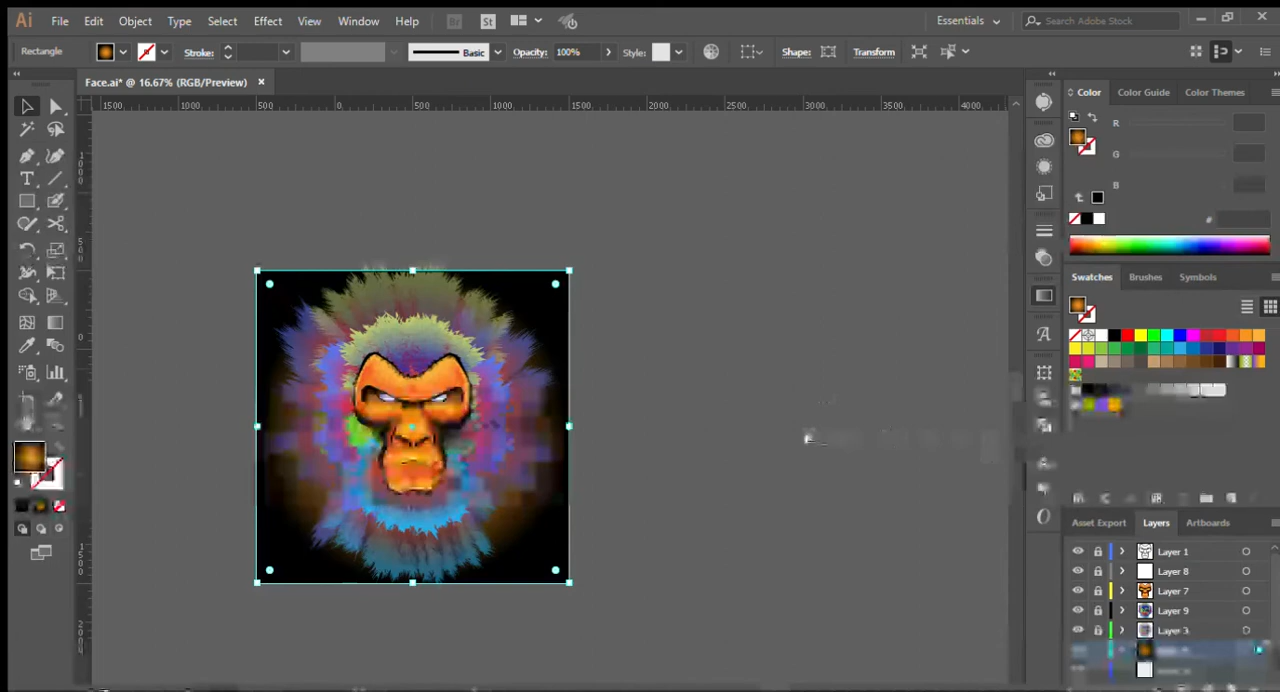 Ai File Edit Object Type Select Effect View Window Help Br St Essentials Search Adobe Stock
Rectangle Stroke: Basic Opacity: 100% Style: Shape: Transform
Face.ai* @ 16.67% (RGB/Preview)
1500 1000 500 0 500 1000 1500 2000 2500 3000 3500 4000
Color Color Guide Color Themes
R
G
B
Swatches Brushes Symbols
Asset Export Layers Artboards
Layer 1
Layer 8
Layer 7
Layer 9
Layer 3